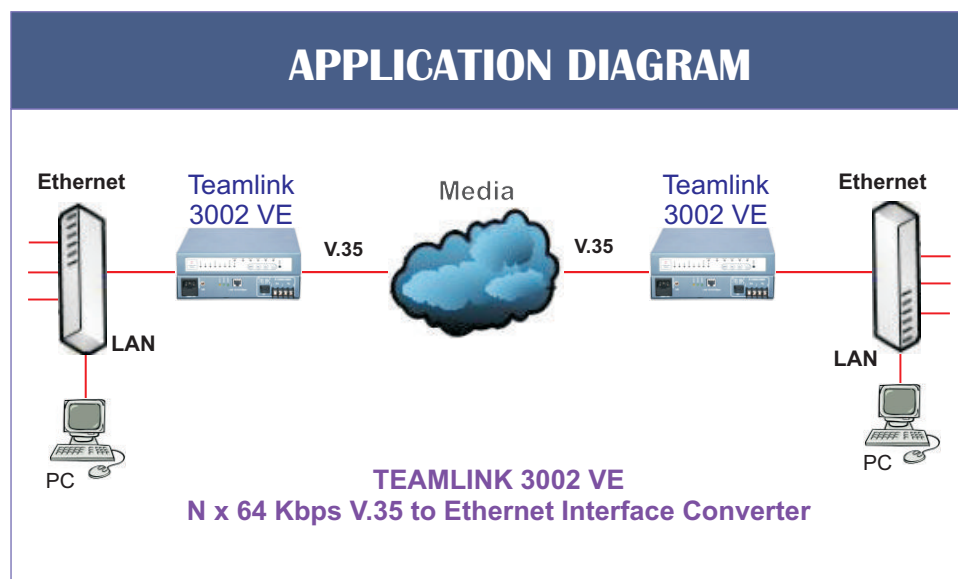 APPLICATION DIAGRAM
Ethernet
Teamlink
3002 VE
V.35
Media
V.35
Teamlink
3002 VE
Ethernet
LAN
LAN
PC
PC
TEAMLINK 3002 VE
N x 64 Kbps V.35 to Ethernet Interface Converter